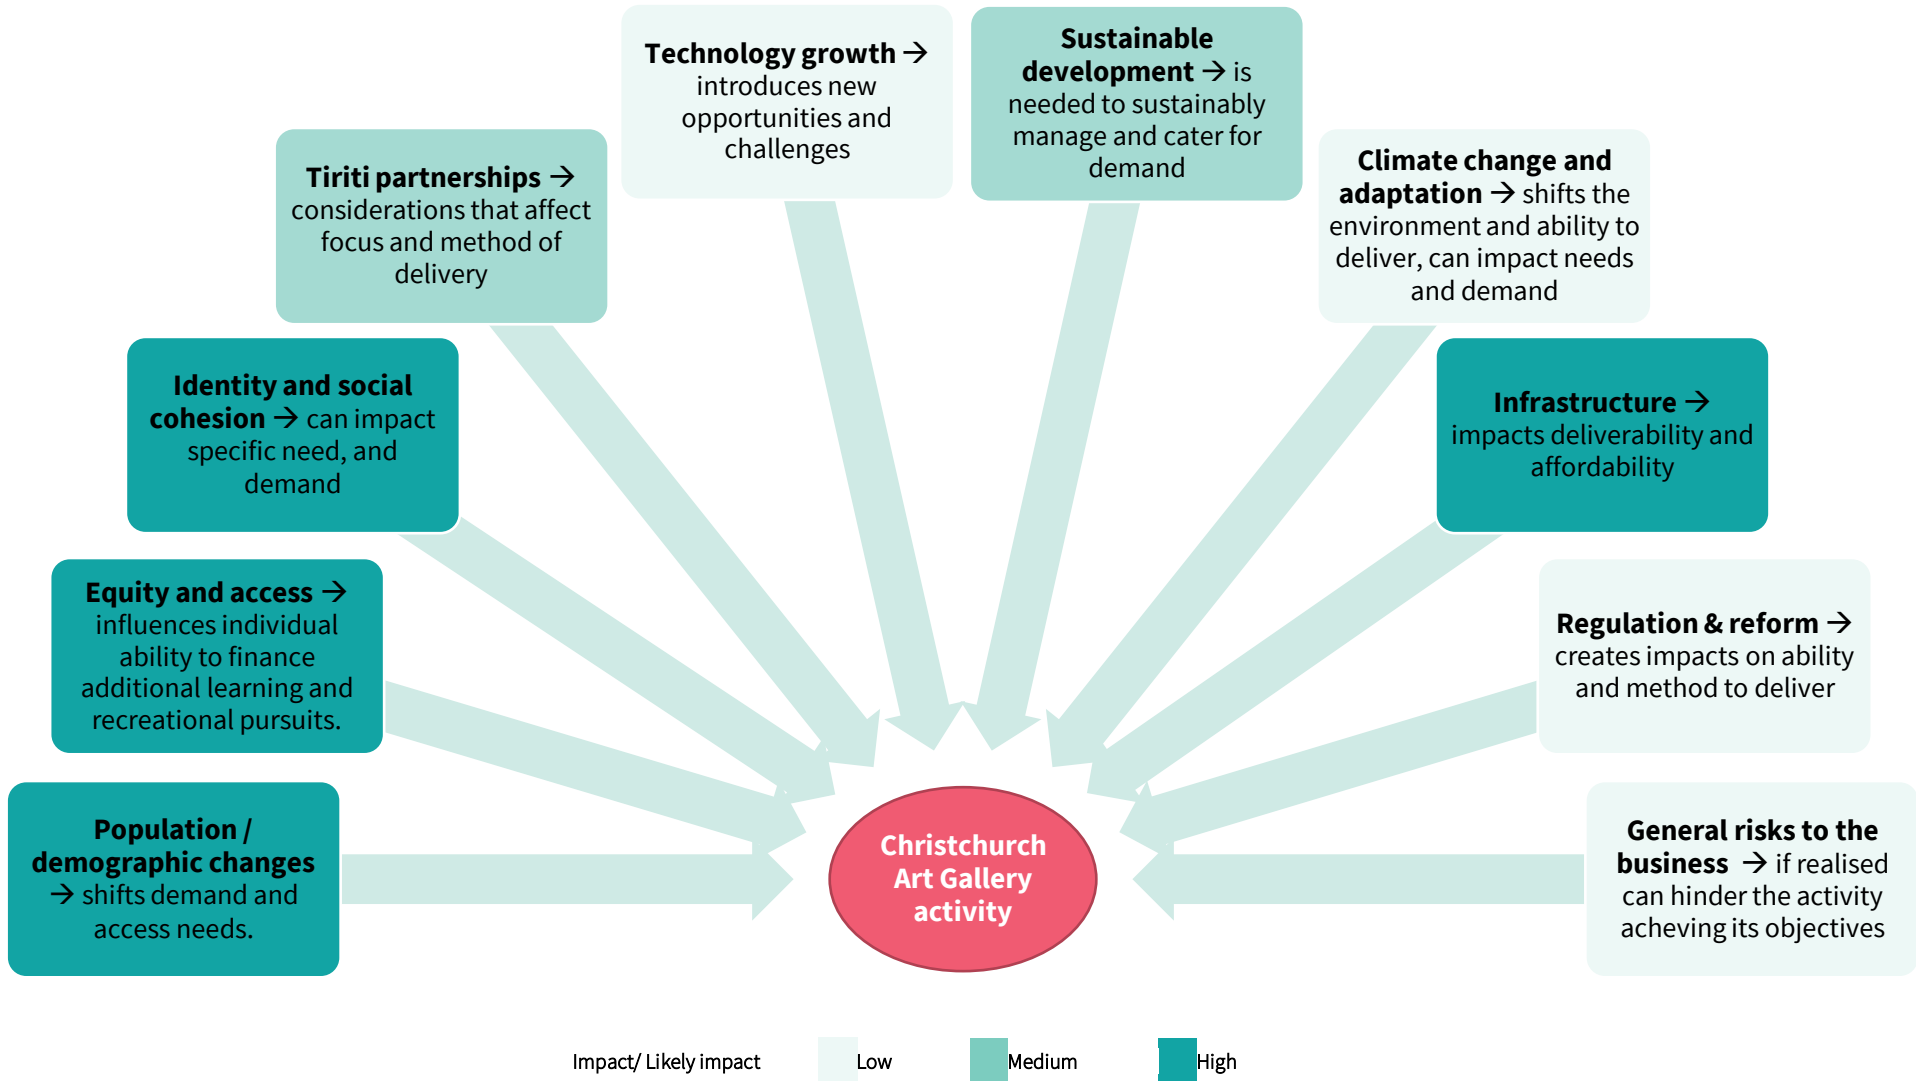 Technology growth →
introduces new
opportunities and
challenges
Sustainable
development → is
needed to sustainably
manage and cater for
demand
Tiriti partnerships →
considerations that affect
focus and method of
delivery
Climate change and
adaptation → shifts the
environment and ability to
deliver, can impact needs
and demand
Identity and social
cohesion → can impact
specific need, and
demand
Infrastructure →
impacts deliverability and
affordability
Equity and access →
influences individual
ability to finance
additional learning and
recreational pursuits.
Regulation & reform →
creates impacts on ability
and method to deliver
Population /
demographic changes
→ shifts demand and
access needs.
General risks to the
business → if realised
can hinder the activity
acheving its objectives
Christchurch
Art Gallery
activity
Impact/ Likely impact
Low
Medium
High